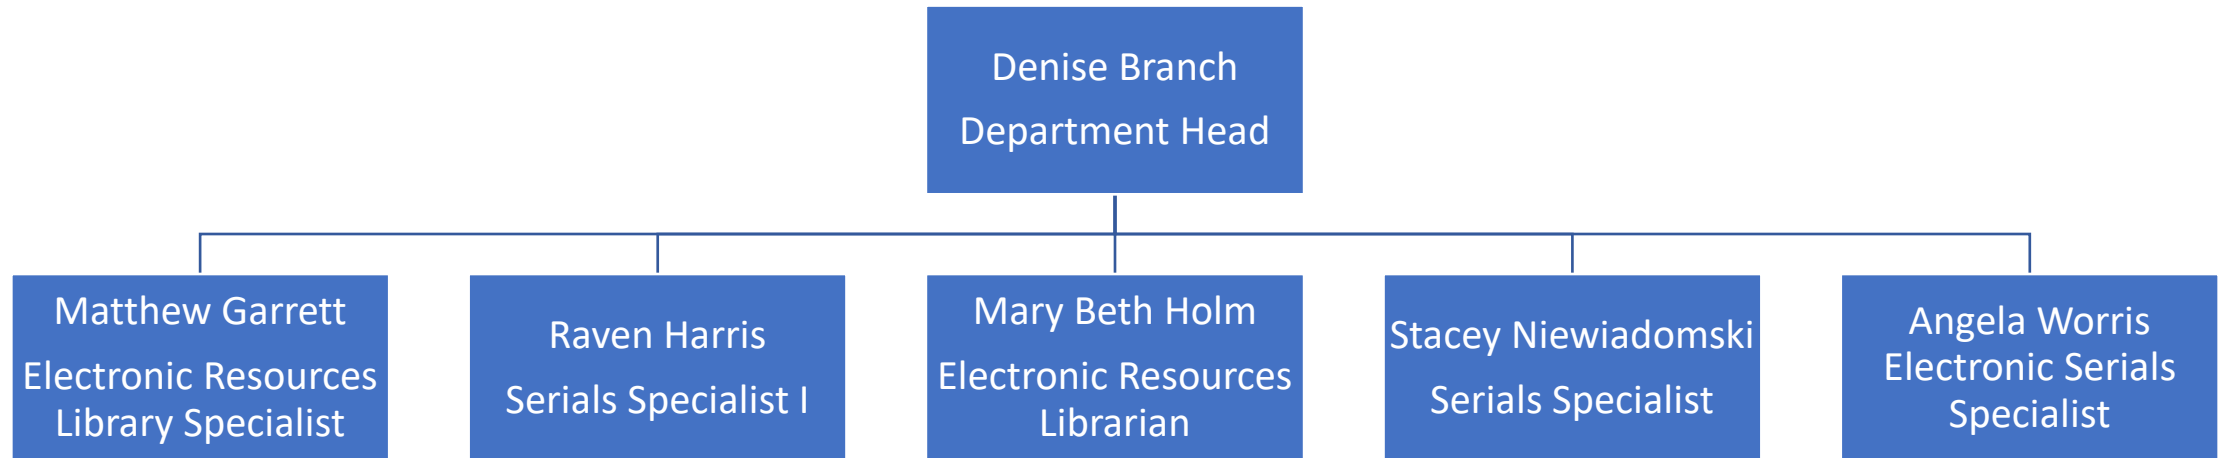 Denise Branch
Department Head
Matthew Garrett
Electronic Resources
Library Specialist
Raven Harris
Serials Specialist I
Mary Beth Holm
Electronic Resources
Librarian
Stacey Niewiadomski
Serials Specialist
Angela Worris
Electronic Serials
Specialist